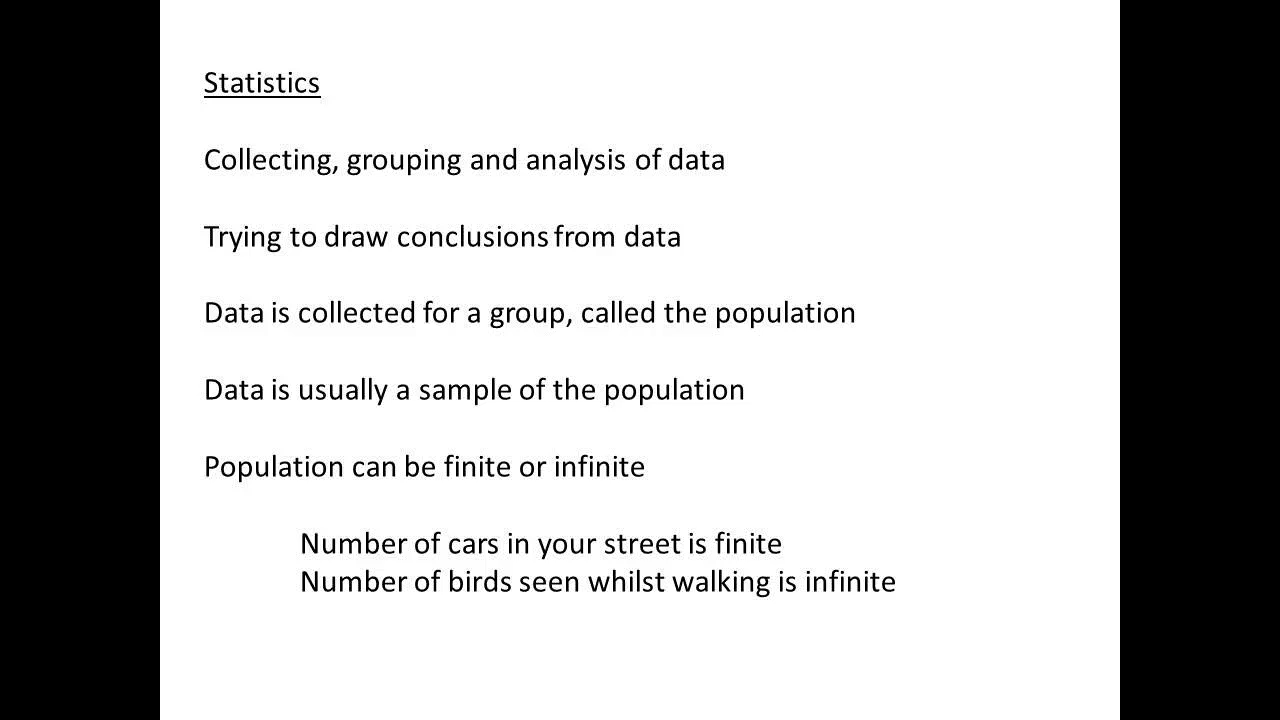 Statistics
Collecting, grouping and analysis of data
Trying to draw conclusions from data
Data is collected for a group, called the population
Data is usually a sample of the population
Population can be finite or infinite
Number of cars in your street is finite
Number of birds seen whilst walking is infinite